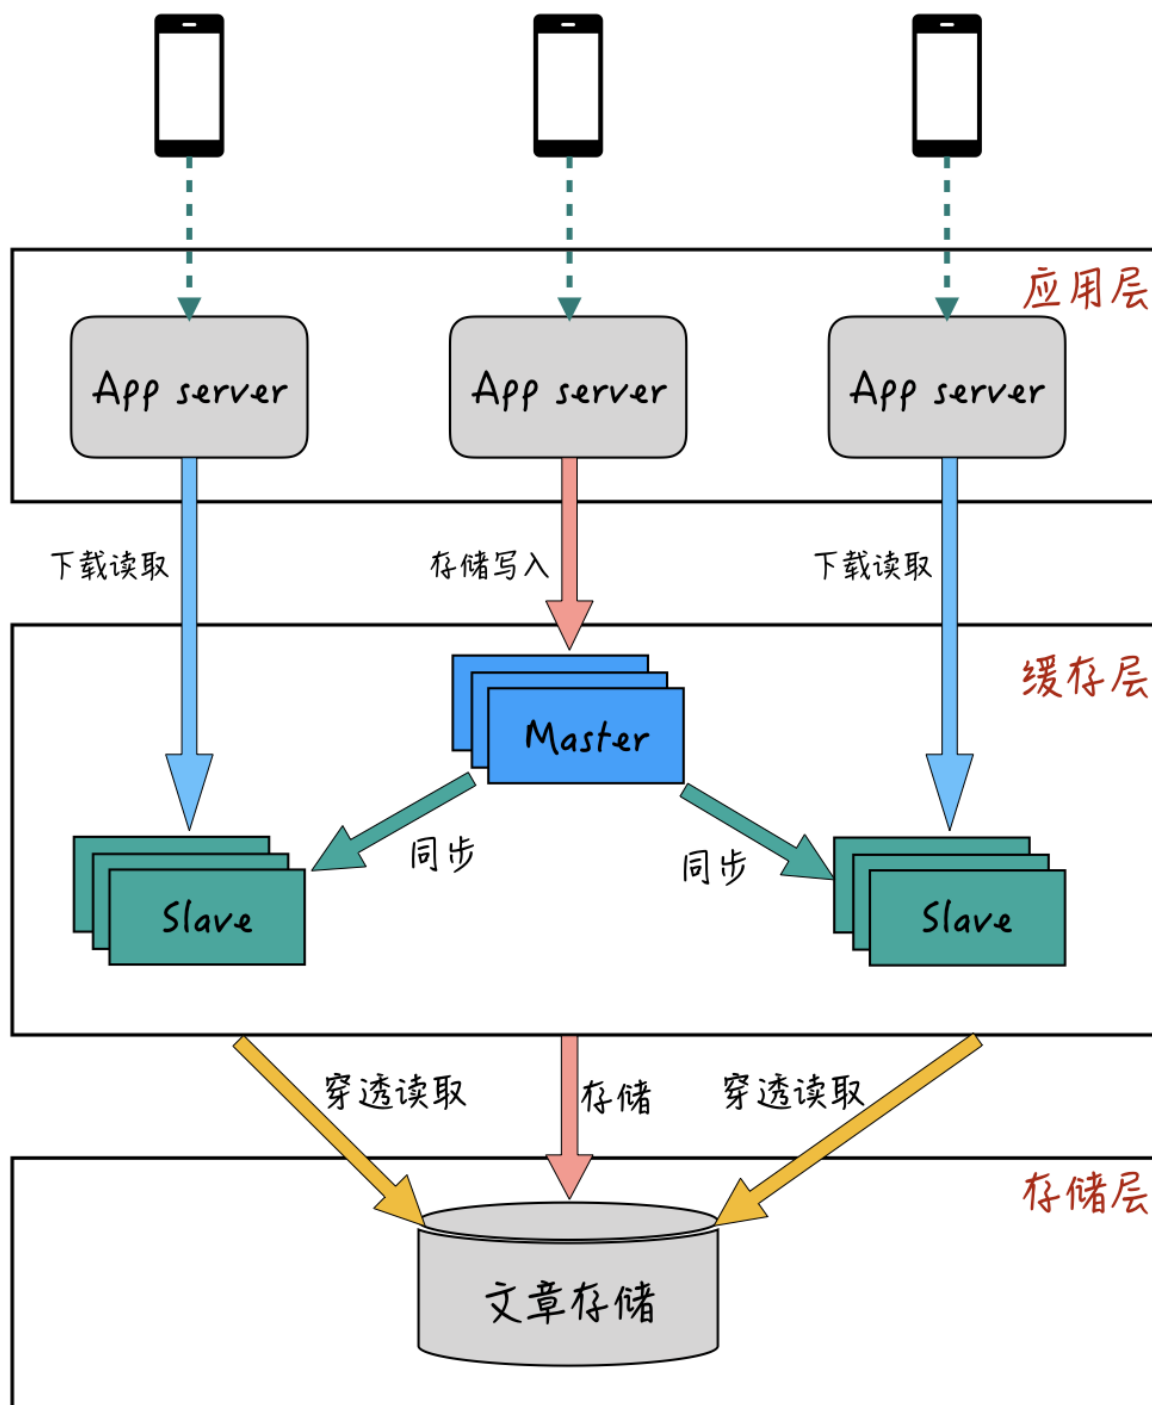 应用层
App server
App server
App server
下载读取
存储写入
下载读取
缓存层
Master
同步
同步
Slave
Slave
穿透读取
存储
穿透读取
存储层
文章存储